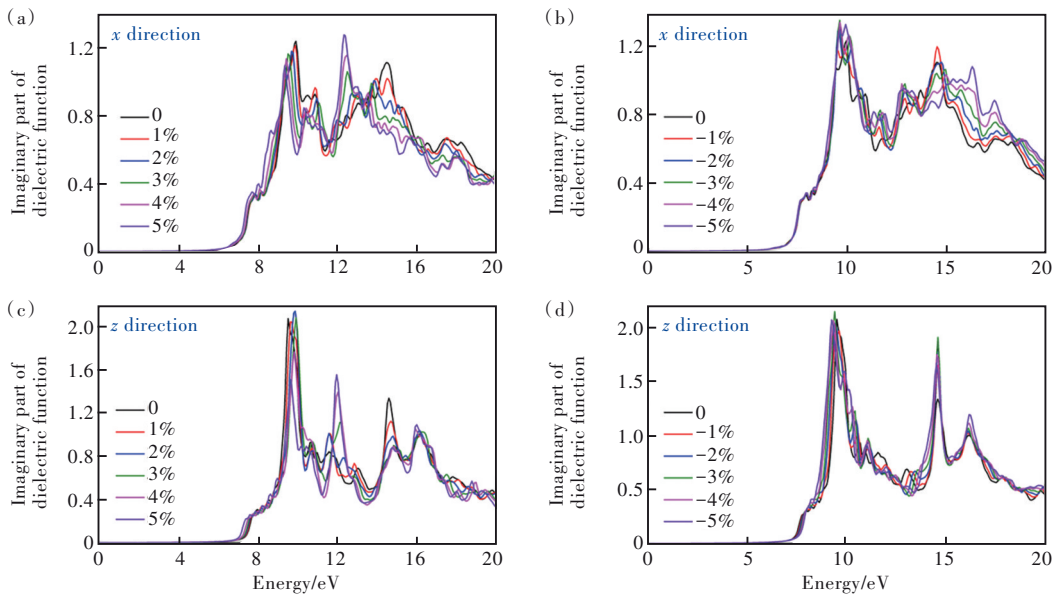 (a)
Imaginary part of
dielectric function
x direction
1.2
0.8
0.4
0
0
1%
2%
3%
4%
5%
0 4 8 12 16 20
(b)
Imaginary part of
dielectric function
x direction
1.2
0.8
0.4
0
0
−1%
−2%
−3%
−4%
−5%
0 5 10 15 20
(c)
Imaginary part of
dielectric function
z direction
2.0
1.6
1.2
0.8
0.4
0
0
1%
2%
3%
4%
5%
0 4 8 12 16 20
Energy/eV
(d)
Imaginary part of
dielectric function
z direction
2.0
1.5
1.0
0.5
0
0
−1%
−2%
−3%
−4%
−5%
0 5 10 15 20
Energy/eV